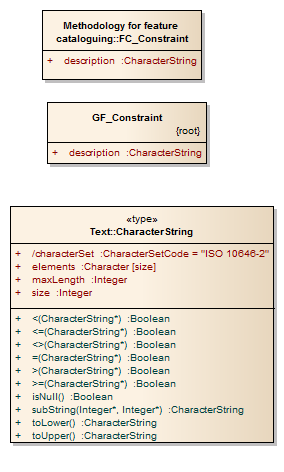 Methodology for feature
cataloguing::FC_Constraint
+ description :CharacterString
GF_Constraint
{root}
+ description :CharacterString
«type»
Text::CharacterString
+ /characterSet :CharacterSetCode = "ISO 10646-2"
+ elements :Character [size]
+ maxLength :Integer
+ size :Integer
+ <(CharacterString*) :Boolean
+ <=(CharacterString*) :Boolean
+ <>(CharacterString*) :Boolean
+ =(CharacterString*) :Boolean
+ >(CharacterString*) :Boolean
+ >=(CharacterString*) :Boolean
+ isNull() :Boolean
+ subString(Integer*, Integer*) :CharacterString
+ toLower() :CharacterString
+ toUpper() :CharacterString